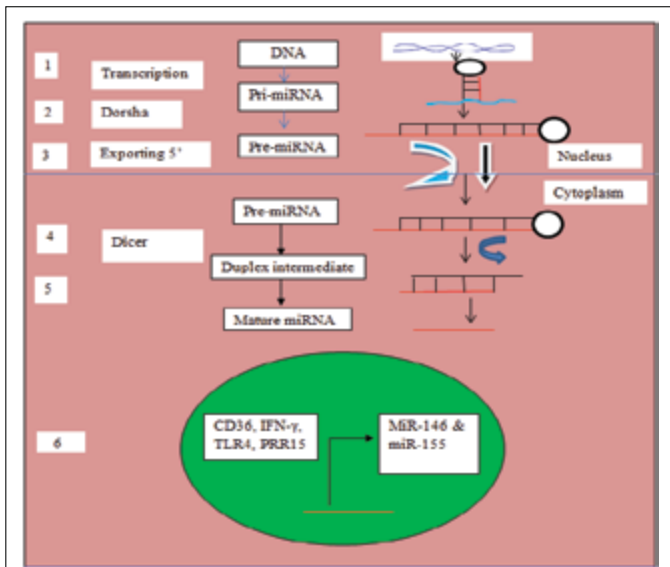 DNA
1
Transcription
Pri-miRNA
2
Dorsha
Pre-miRNA
3
Exporting 5'
Nucleus
Cytoplasm
Pre-miRNA
4
Dicer
Duplex intermediate
5
Mature miRNA
CD36, IFN-γ,
TLR4, PRR15
MiR-146 &
miR-155
6